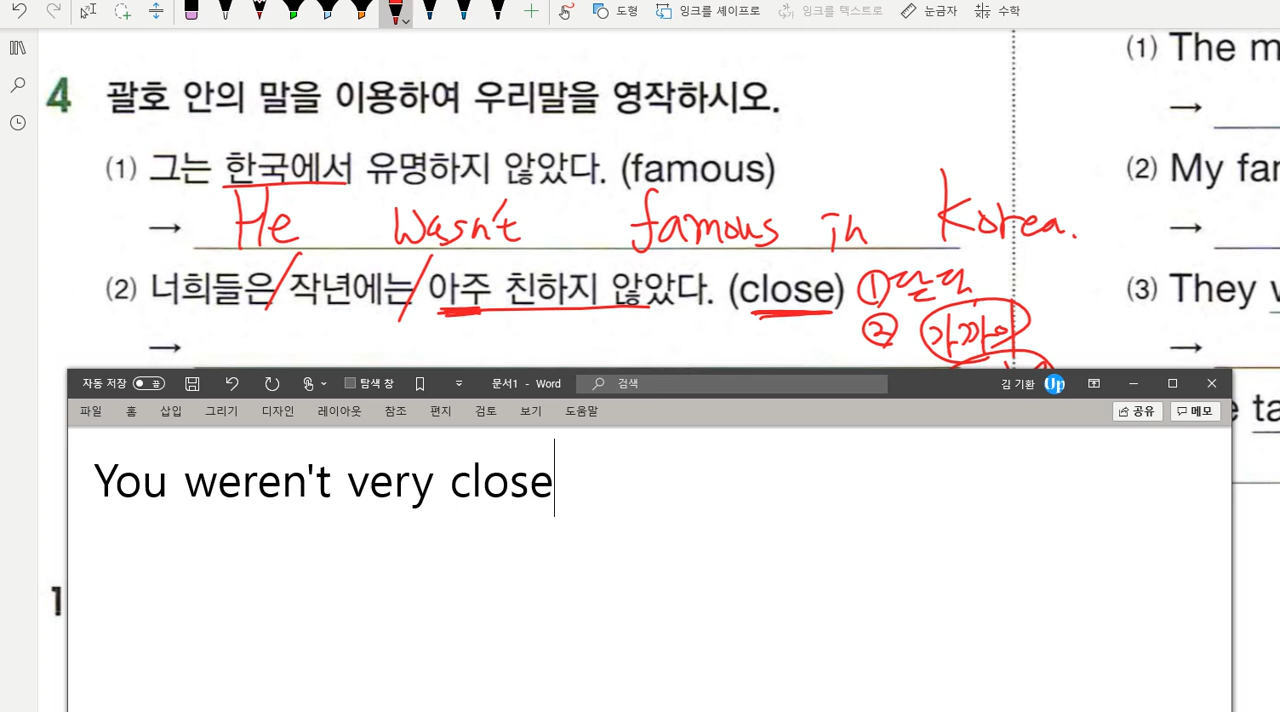 도형 잉크를 셰이프로 잉크를 텍스트로 눈금자 수학
4 괄호 안의 말을 이용하여 우리말을 영작하시오.
(1) 그는 한국에서 유명하지 않았다. (famous)
→ He wasn't famous in Korea.
(2) 너희들은/작년에는/아주 친하지 않았다. (close) ① 닫다
② 가까의
→
(1) The m
→
(2) My far
→
(3) They
→
자동 저장 끔 탐색 창 문서1 - Word 검색 김 기환 Up
파일 홈 삽입 그리기 디자인 레이아웃 참조 편지 검토 보기 도움말 공유 메모
You weren't very close
ta
1